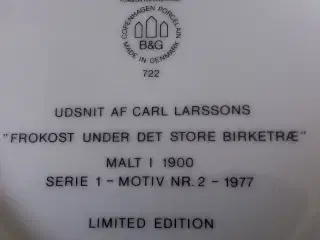 COPENHAGEN PORCELAIN
B&G
MADE IN DENMARK
722
UDSNIT AF CARL LARSSONS
"FROKOST UNDER DET STORE BIRKETRÆ"
MALT I 1900
SERIE 1 - MOTIV NR. 2 - 1977
LIMITED EDITION